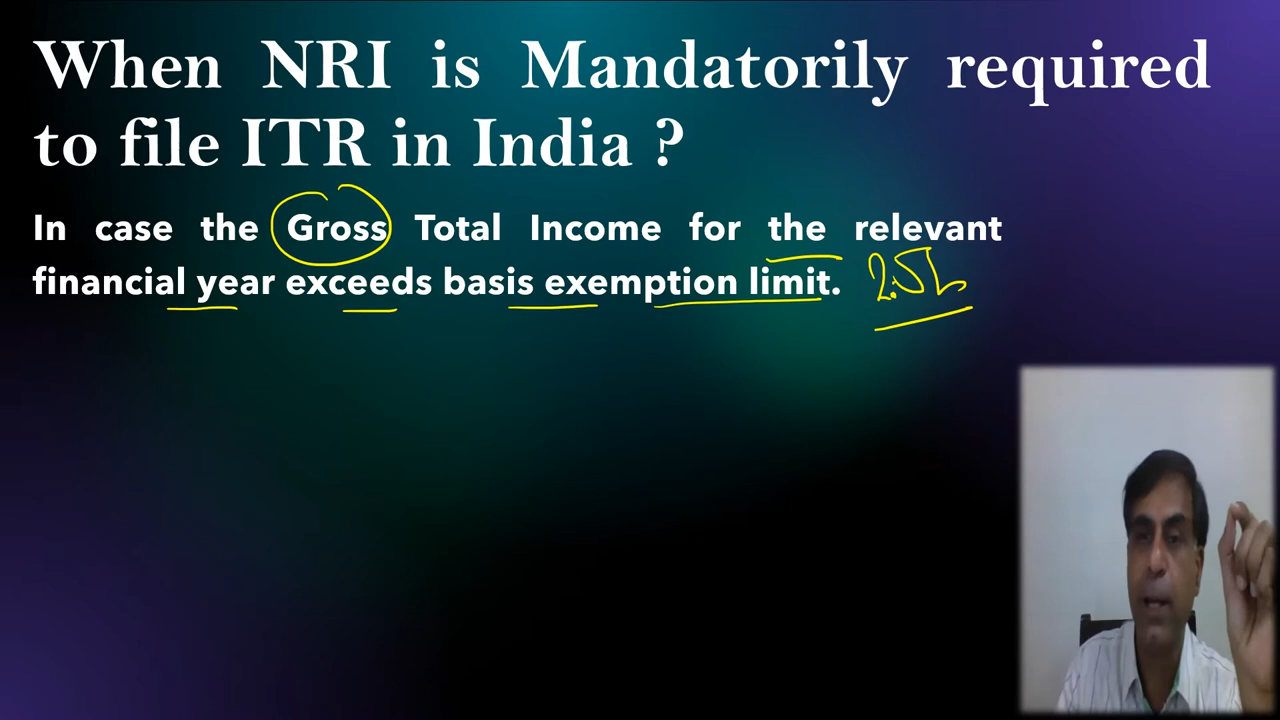 When NRI is Mandatorily required
to file ITR in India ?
In case the Gross Total Income for the relevant
financial year exceeds basis exemption limit. 2.5L